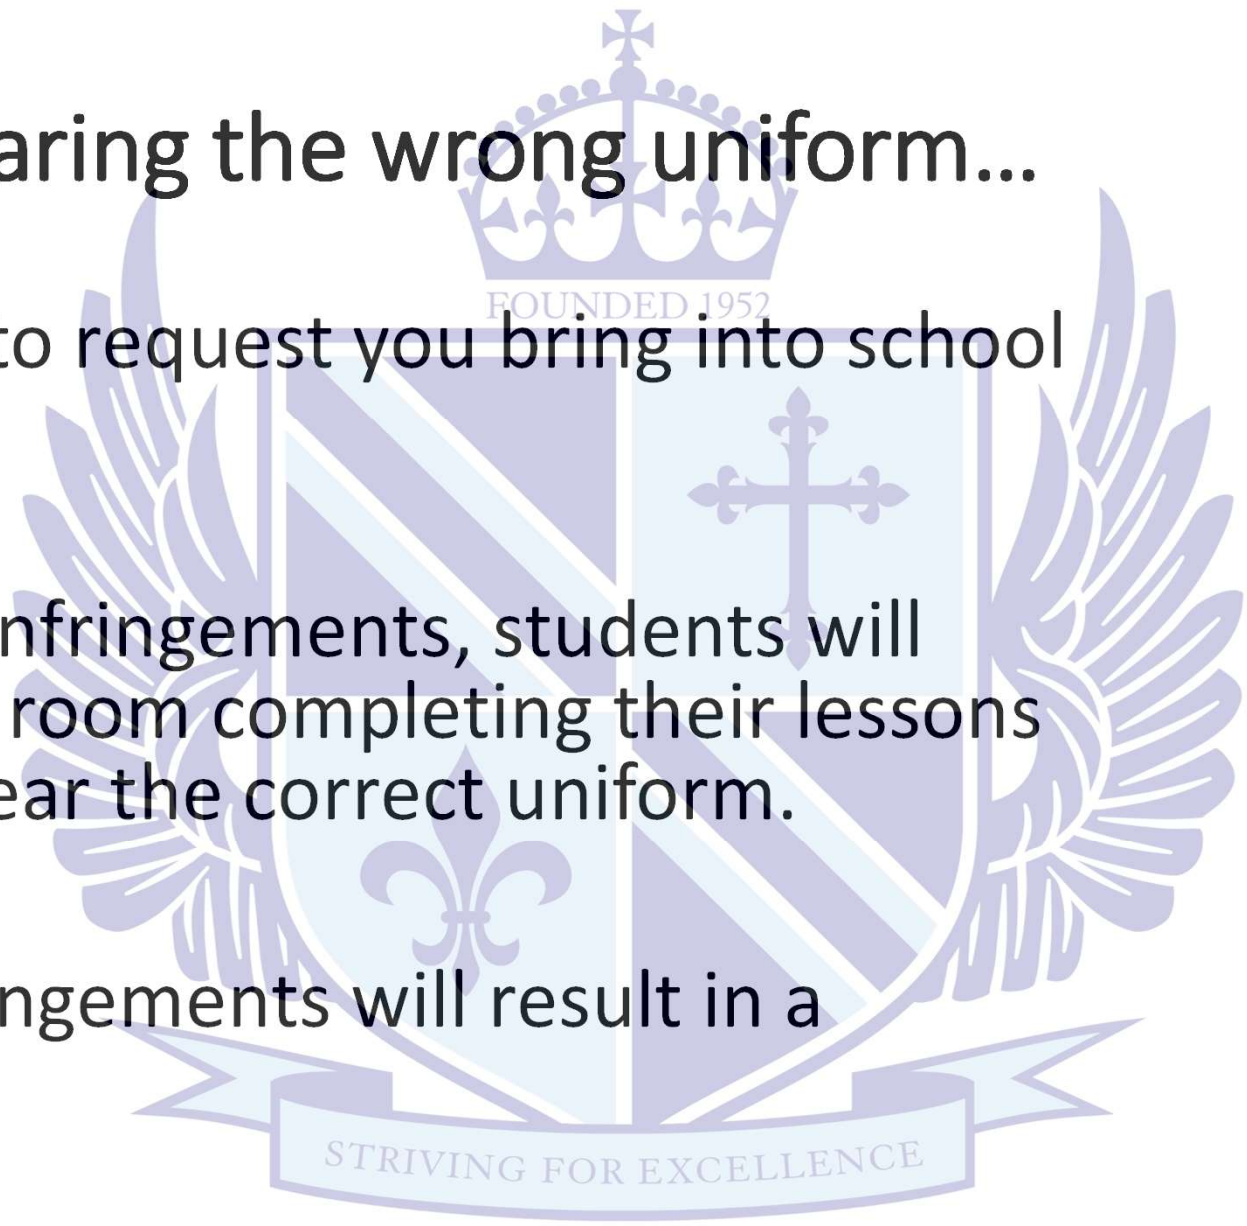 aring the wrong uniform...
FOUNDED 1952
to request you bring into school
nfringements, students will
room completing their lessons
ear the correct uniform.
ngements will result in a
STRIVING FOR EXCELLENCE